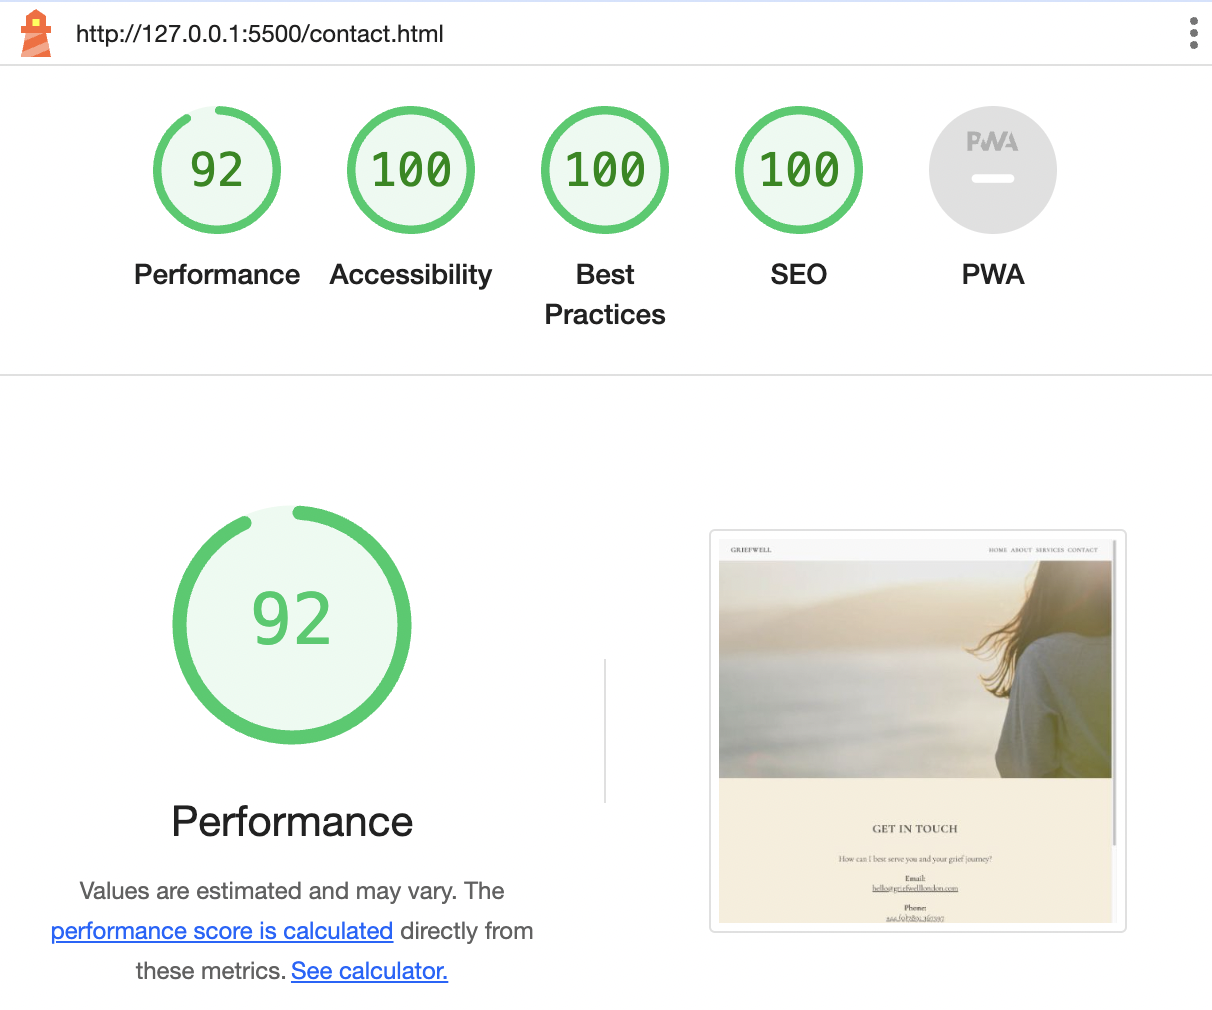 http://127.0.0.1:5500/contact.html
92
100
100
100
PWA
Performance
Accessibility
Best
Practices
SEO
PWA
92
Performance
Values are estimated and may vary. The
performance score is calculated directly from
these metrics. See calculator.
GRIEFWELL
HOME ABOUT SERVICES CONTACT
GET IN TOUCH
How can I best serve you and your grief journey?
Email:
hello@griefwelllondon.com
Phone: